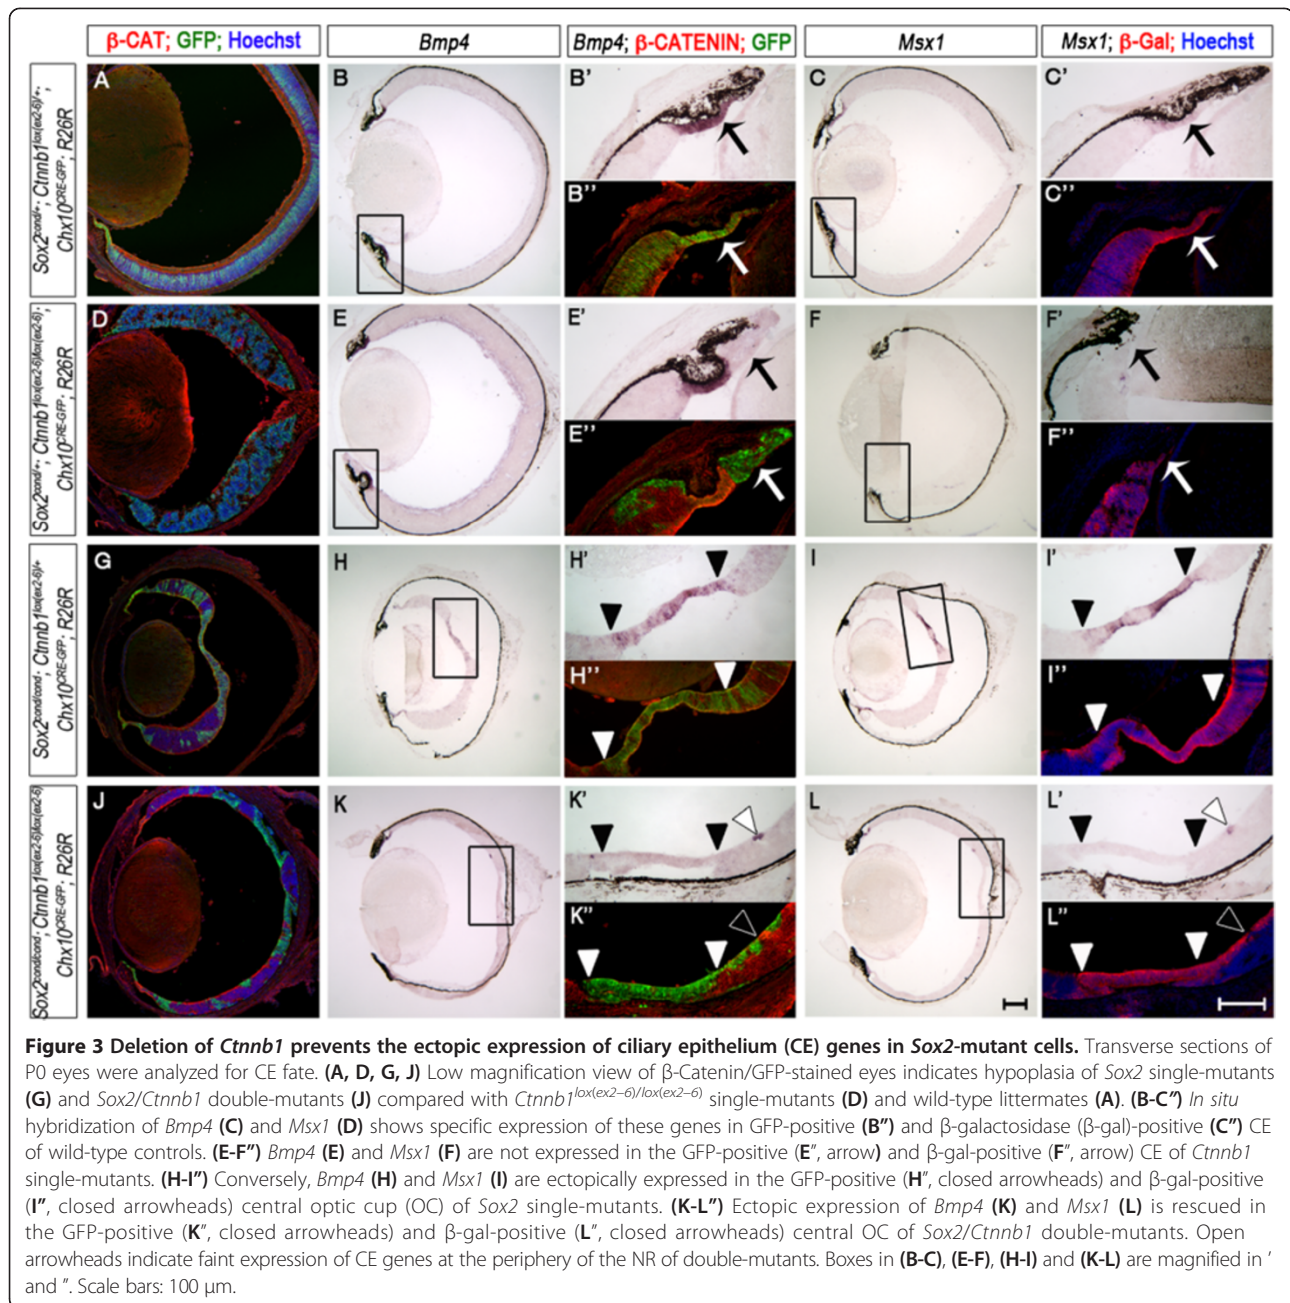 β-CAT; GFP; Hoechst
Bmp4
Bmp4; β-CATENIN; GFP
Msx1
Msx1; β-Gal; Hoechst
Sox2cond/+; Ctnnb1lox(ex2-6)/+;
Chx10CRE-GFP; R26R
A
B
B'
B''
C
C'
C''
Sox2cond/+; Ctnnb1lox(ex2-6)/lox(ex2-6);
Chx10CRE-GFP; R26R
D
E
E'
E''
F
F'
F''
Sox2cond/cond; Ctnnb1lox(ex2-6)/+
Chx10CRE-GFP; R26R
G
H
H'
H''
I
I'
I''
Sox2cond/cond; Ctnnb1lox(ex2-6)/lox(ex2-6)
Chx10CRE-GFP; R26R
J
K
K'
K''
L
L'
L''
Figure 3 Deletion of Ctnnb1 prevents the ectopic expression of ciliary epithelium (CE) genes in Sox2-mutant cells. Transverse sections of
P0 eyes were analyzed for CE fate. (A, D, G, J) Low magnification view of β-Catenin/GFP-stained eyes indicates hypoplasia of Sox2 single-mutants
(G) and Sox2/Ctnnb1 double-mutants (J) compared with Ctnnb1lox(ex2–6)/lox(ex2–6) single-mutants (D) and wild-type littermates (A). (B-C″) In situ
hybridization of Bmp4 (C) and Msx1 (D) shows specific expression of these genes in GFP-positive (B″) and β-galactosidase (β-gal)-positive (C″) CE
of wild-type controls. (E-F″) Bmp4 (E) and Msx1 (F) are not expressed in the GFP-positive (E″, arrow) and β-gal-positive (F″, arrow) CE of Ctnnb1
single-mutants. (H-I″) Conversely, Bmp4 (H) and Msx1 (I) are ectopically expressed in the GFP-positive (H″, closed arrowheads) and β-gal-positive
(I″, closed arrowheads) central optic cup (OC) of Sox2 single-mutants. (K-L″) Ectopic expression of Bmp4 (K) and Msx1 (L) is rescued in
the GFP-positive (K″, closed arrowheads) and β-gal-positive (L″, closed arrowheads) central OC of Sox2/Ctnnb1 double-mutants. Open
arrowheads indicate faint expression of CE genes at the periphery of the NR of double-mutants. Boxes in (B-C), (E-F), (H-I) and (K-L) are magnified in ′
and ″. Scale bars: 100 μm.